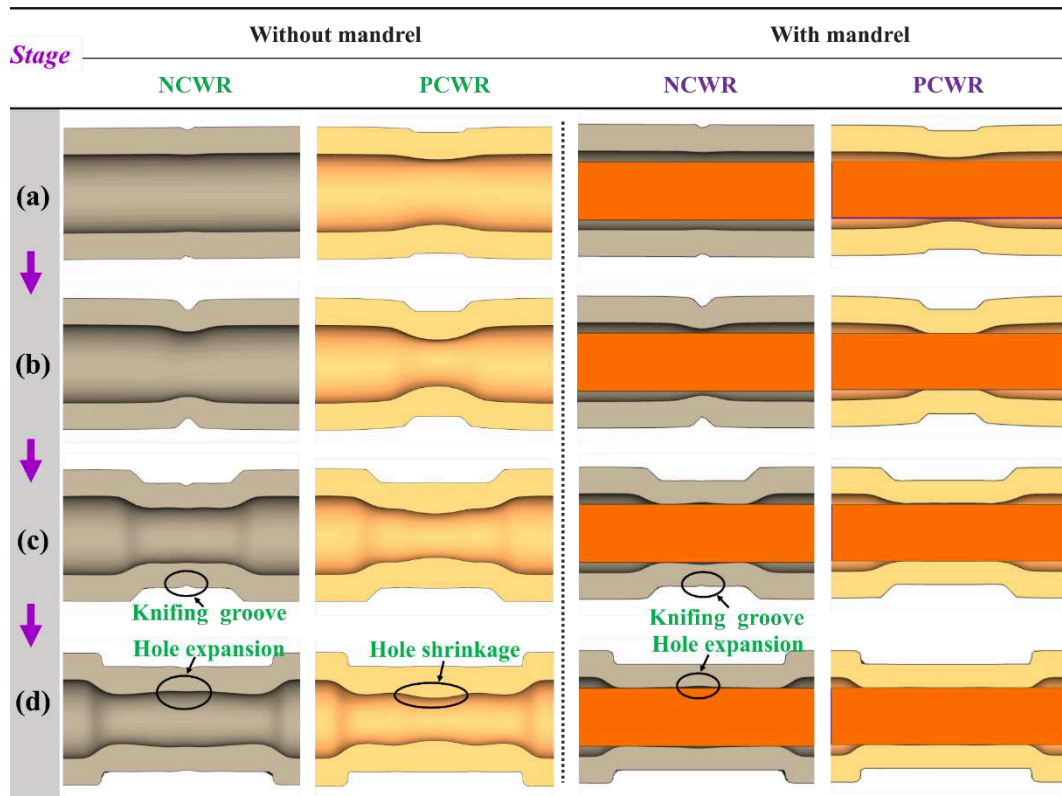 Without mandrel
With mandrel
Stage
NCWR
PCWR
NCWR
PCWR
(a)
(b)
(c)
Knifing groove
Knifing groove
Hole expansion
Hole shrinkage
Hole expansion
(d)